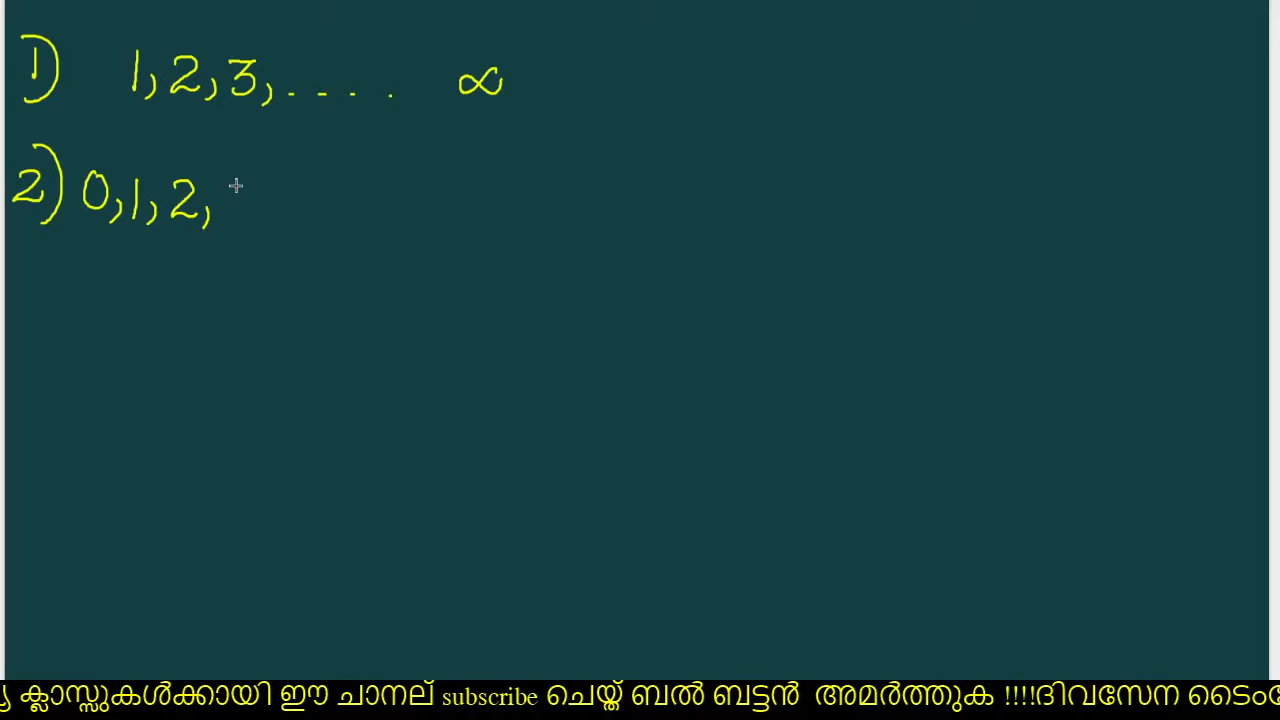 1) 1, 2, 3, . . . . ∞
2) 0, 1, 2,
ക്ലാസ്സുകൾക്കായി ഈ ചാനല് subscribe ചെയ്ത് ബൽ ബട്ടൻ അമർത്തുക !!!!ദിവസേന